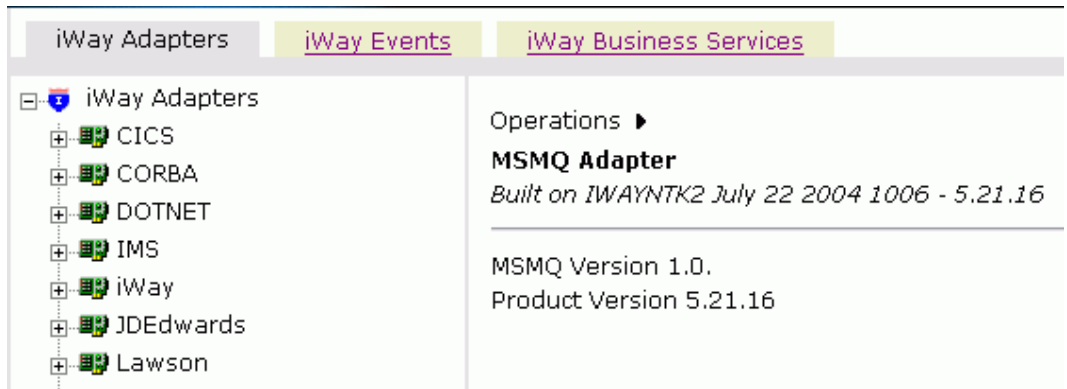 iWay Adapters iWay Events iWay Business Services
iWay Adapters
CICS
CORBA
DOTNET
IMS
iWay
JDEdwards
Lawson
Operations
MSMQ Adapter
Built on IWAYNTK2 July 22 2004 1006 - 5.21.16
MSMQ Version 1.0.
Product Version 5.21.16